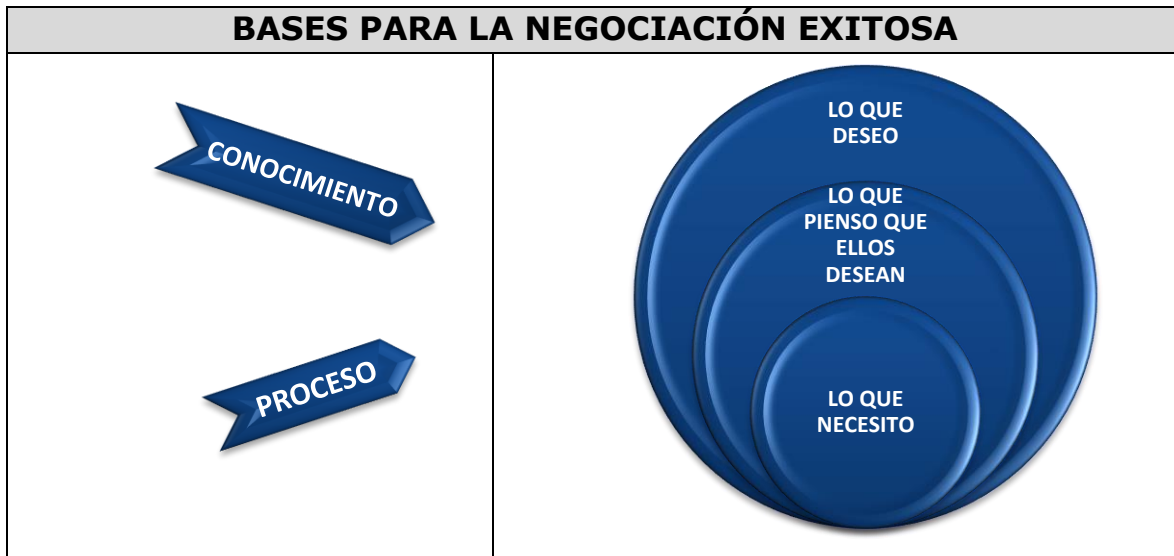 BASES PARA LA NEGOCIACIÓN EXITOSA
CONOCIMIENTO
PROCESO
LO QUE
DESEO
LO QUE
PIENSO QUE
ELLOS
DESEAN
LO QUE
NECESITO